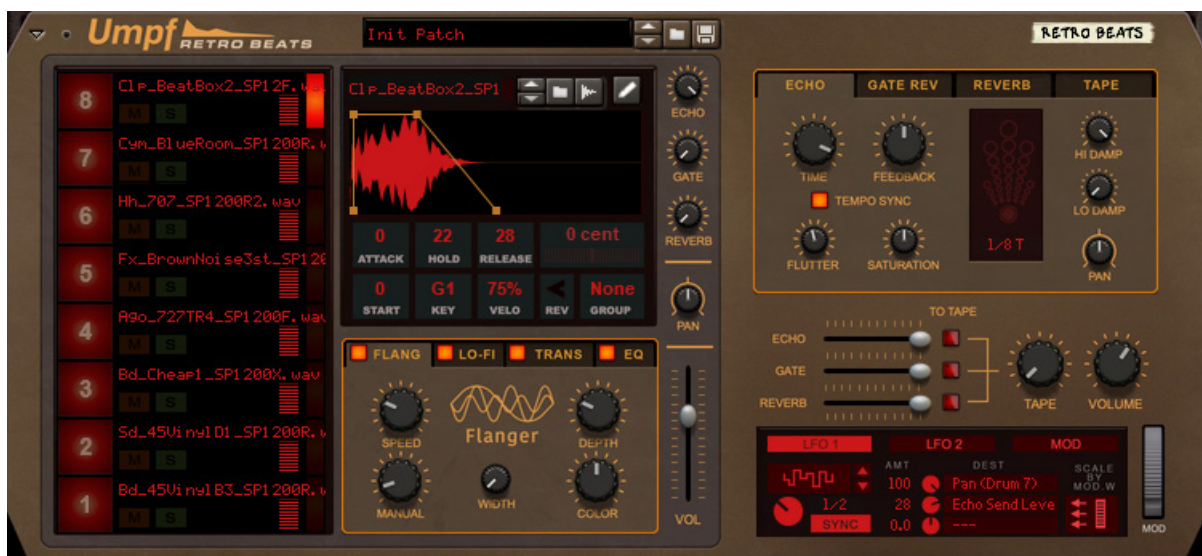 Umpf RETRO BEATS
Init Patch
RETRO BEATS
8
Clp_BeatBox2_SP12F.wav
M S
7
Cym_BlueRoom_SP1200R.w
M S
6
Hh_707_SP1200R2.wav
M S
5
Fx_BrownNoise3st_SP120
M S
4
Ago_727TR4_SP1200F.wav
M S
3
Bd_Cheap1_SP1200X.wav
M S
2
Sd_45VinylD1_SP1200R.w
M S
1
Bd_45VinylB3_SP1200R.w
M S
Clp_BeatBox2_SP1
0 22 28 0 cent
ATTACK HOLD RELEASE
0 G1 75% < None
START KEY VELO REV GROUP
FLANG LO-FI TRANS EQ
SPEED Flanger DEPTH
MANUAL WIDTH COLOR
ECHO
GATE
REVERB
PAN
VOL
ECHO GATE REV REVERB TAPE
TIME FEEDBACK
HI DAMP
TEMPO SYNC
LO DAMP
FLUTTER SATURATION
1/8 T
PAN
TO TAPE
ECHO
GATE
REVERB
TAPE VOLUME
LFO 1 LFO 2 MOD
AMT DEST SCALE BY MOD.W
100 Pan (Drum 7)
1/2 28 Echo Send Leve
SYNC 0.0 ---
MOD